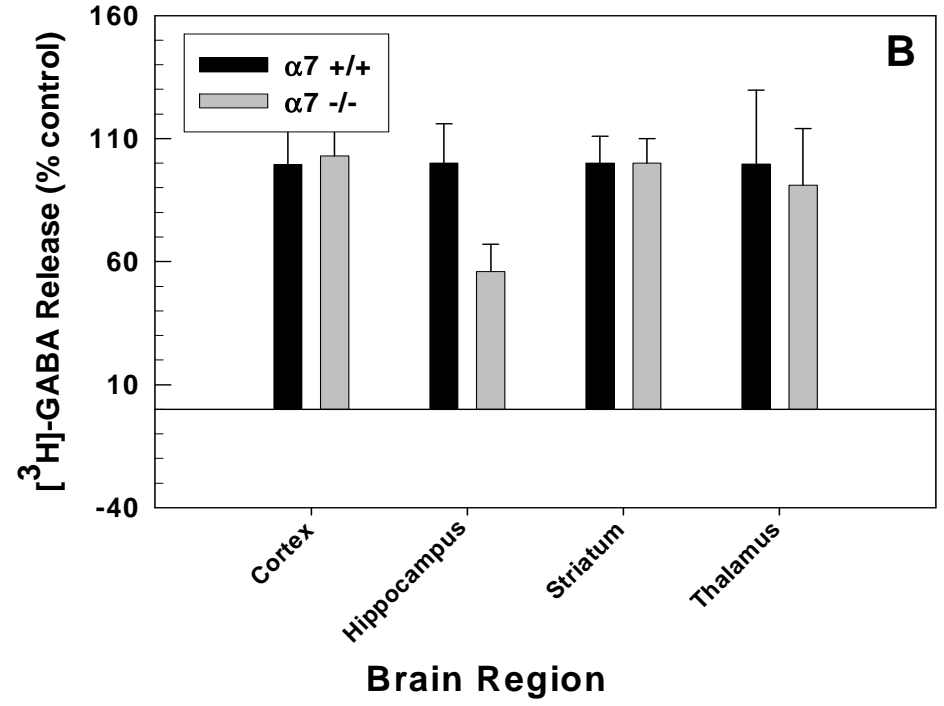 B
α7 +/+
α7 -/-
[³H]-GABA Release (% control)
160
110
60
10
-40
Cortex
Hippocampus
Striatum
Thalamus
Brain Region